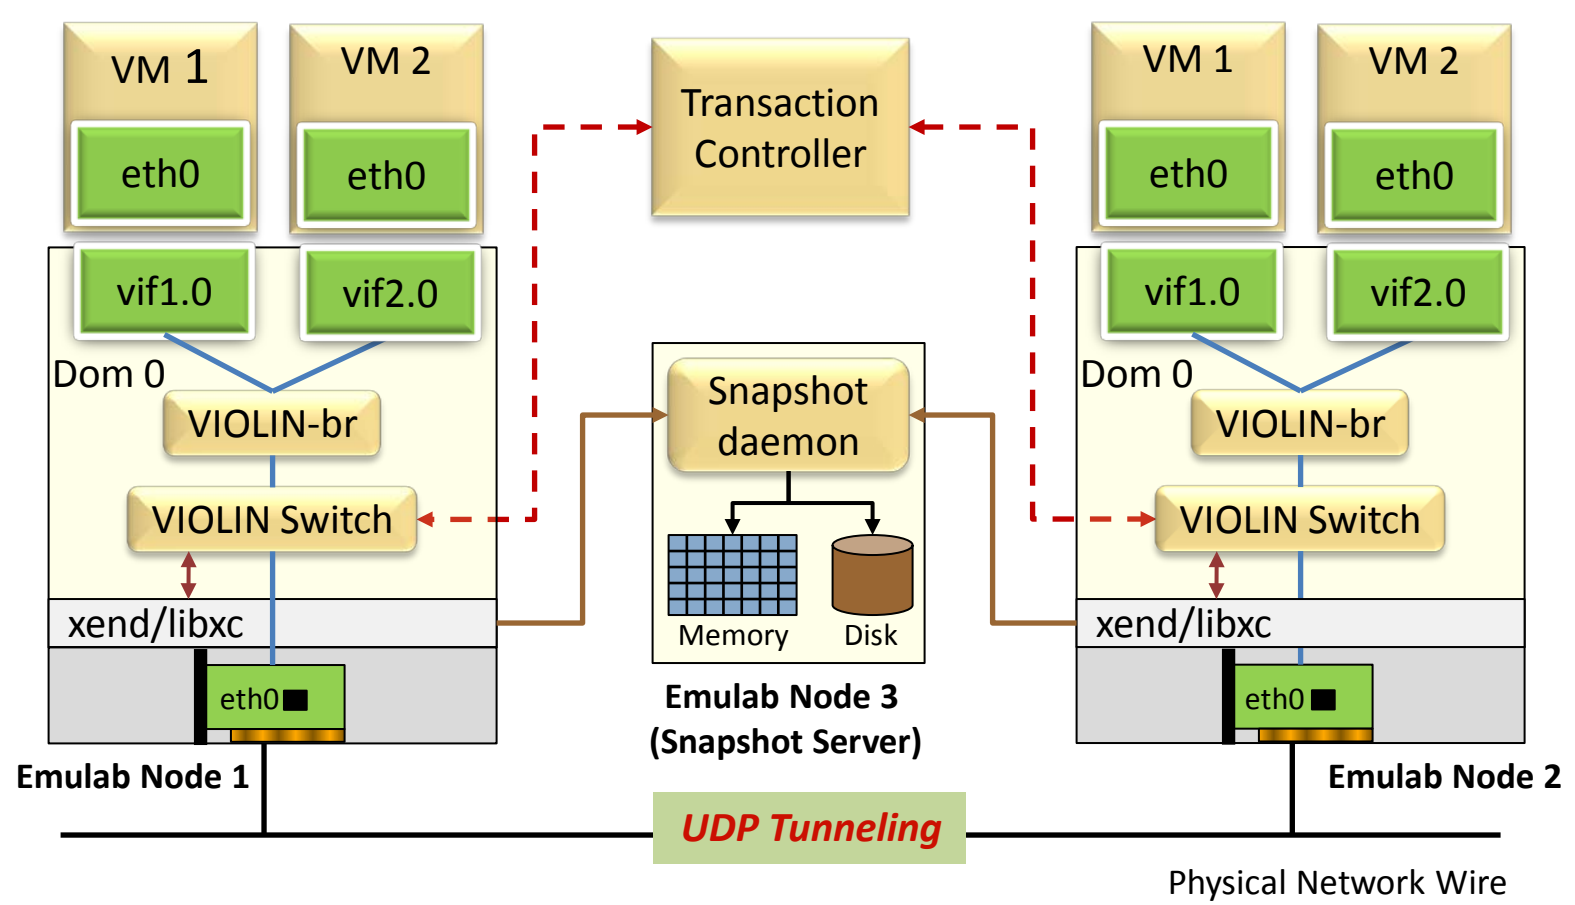 VM 1
eth0
VM 2
eth0
vif1.0
vif2.0
Dom 0
VIOLIN-br
VIOLIN Switch
xend/libxc
eth0
Emulab Node 1
Transaction
Controller
Snapshot
daemon
Memory
Disk
Emulab Node 3
(Snapshot Server)
VM 1
eth0
VM 2
eth0
vif1.0
vif2.0
Dom 0
VIOLIN-br
VIOLIN Switch
xend/libxc
eth0
Emulab Node 2
UDP Tunneling
Physical Network Wire